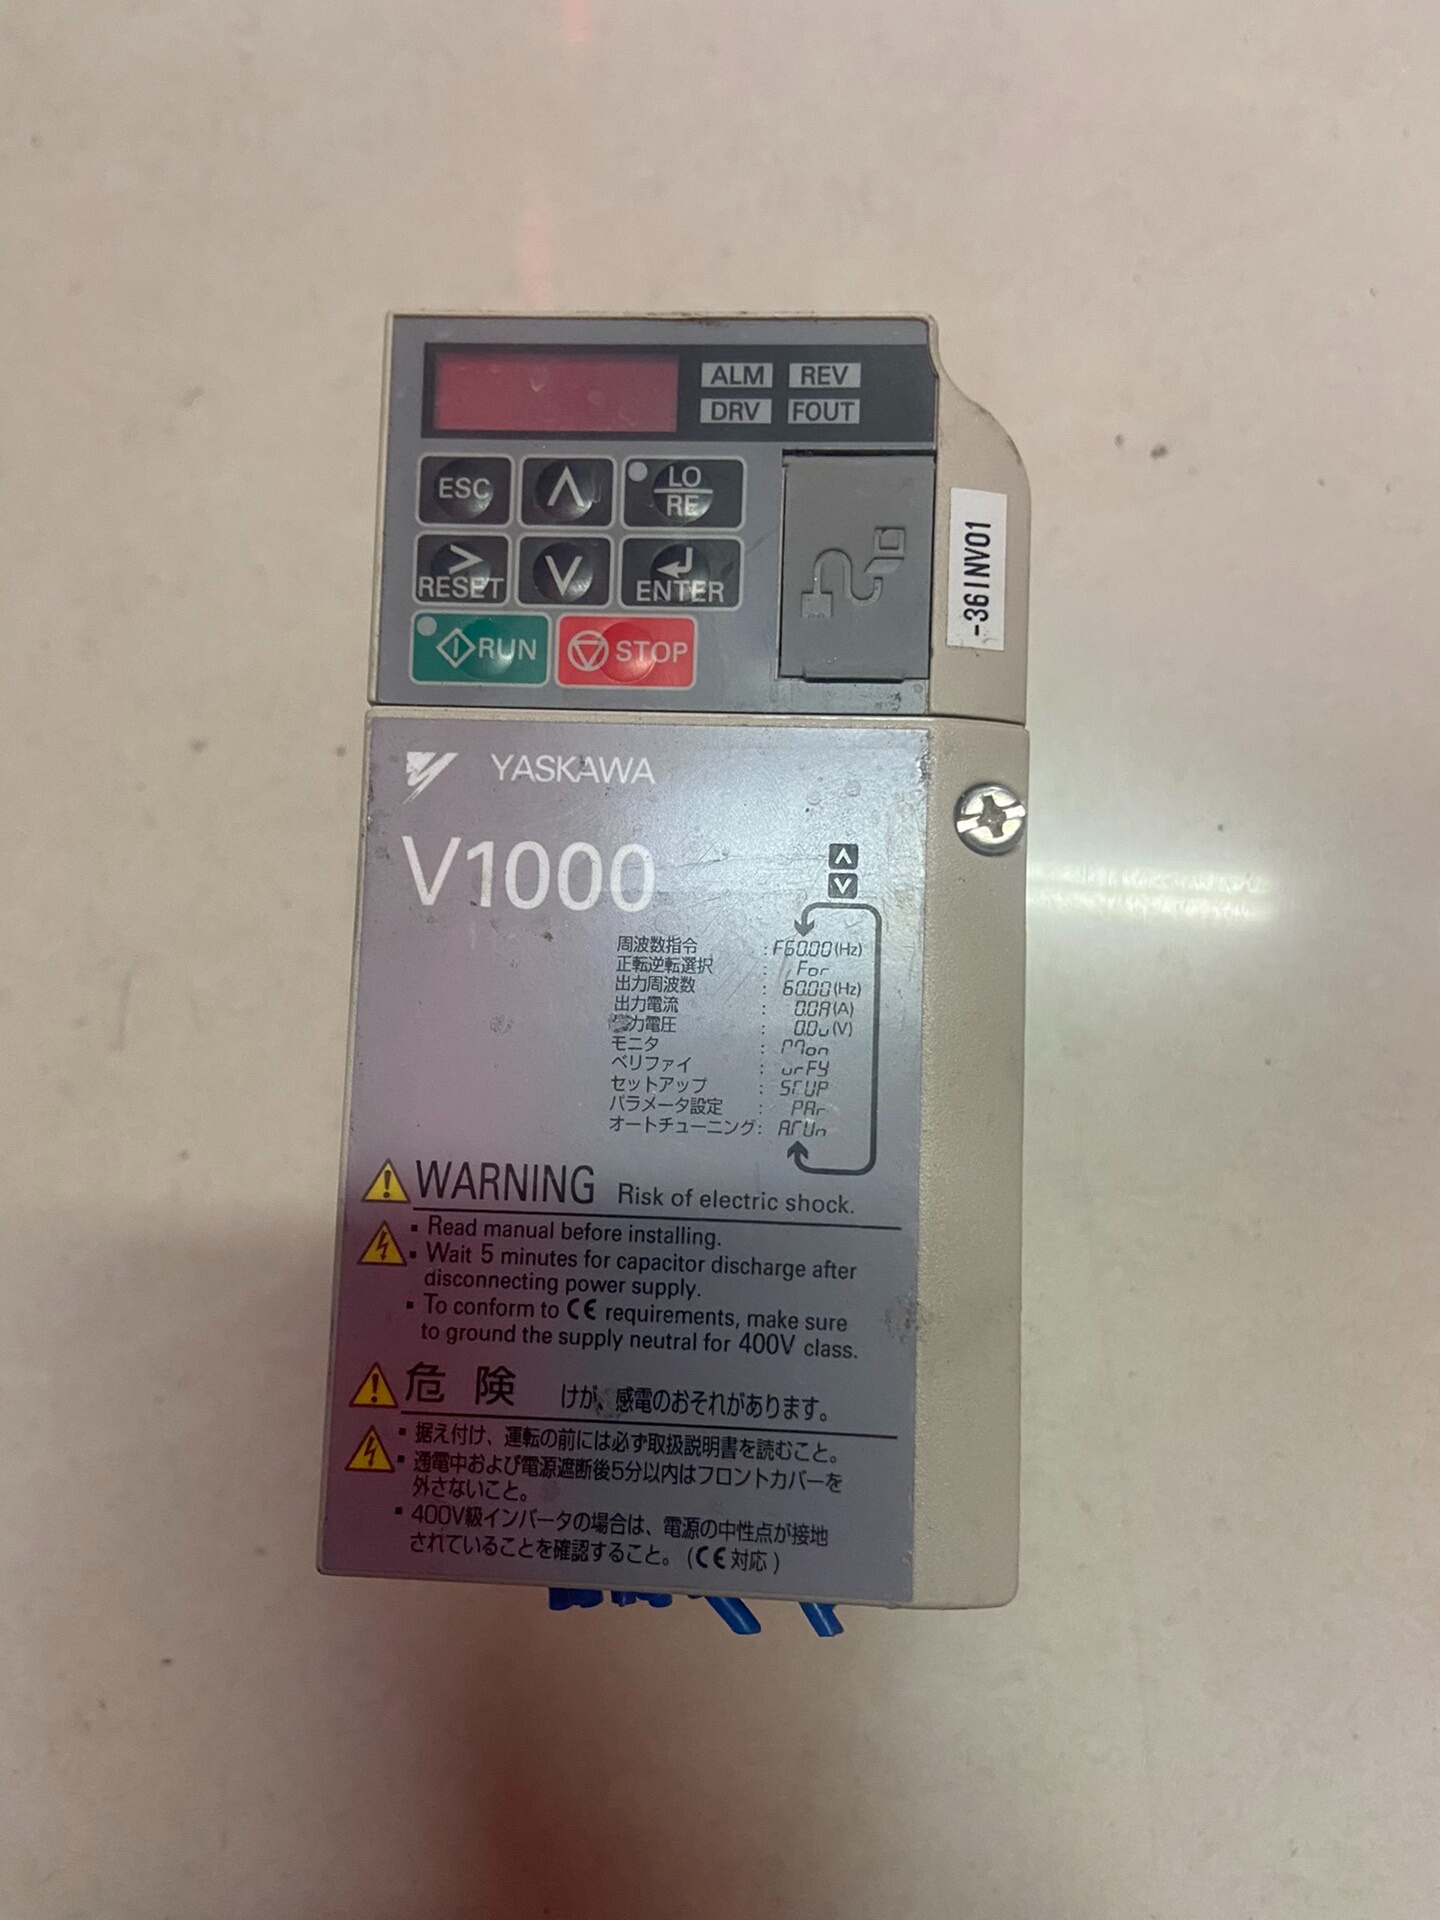 ALM REV
DRV FOUT
ESC
LO
RE
>
RESET
ENTER
RUN
STOP
-36INV01
YASKAWA
V1000
周波数指令 : F60.00(Hz)
正転逆転選択 : For
出力周波数 : 60.00(Hz)
出力電流 : 0.0A(A)
力電圧 : 0.0v(V)
モニタ : Mon
ベリファイ : vrFY
セットアップ : STUP
パラメータ設定 : PAr
オートチューニング : ATUn
WARNING Risk of electric shock.
▪ Read manual before installing.
▪ Wait 5 minutes for capacitor discharge after
disconnecting power supply.
▪ To conform to CE requirements, make sure
to ground the supply neutral for 400V class.
危険 けが、感電のおそれがあります。
▪ 据え付け、運転の前には必ず取扱説明書を読むこと。
▪ 通電中および電源遮断後5分以内はフロントカバーを
外さないこと。
▪ 400V級インバータの場合は、電源の中性点が接地
されていることを確認すること。(CE対応)